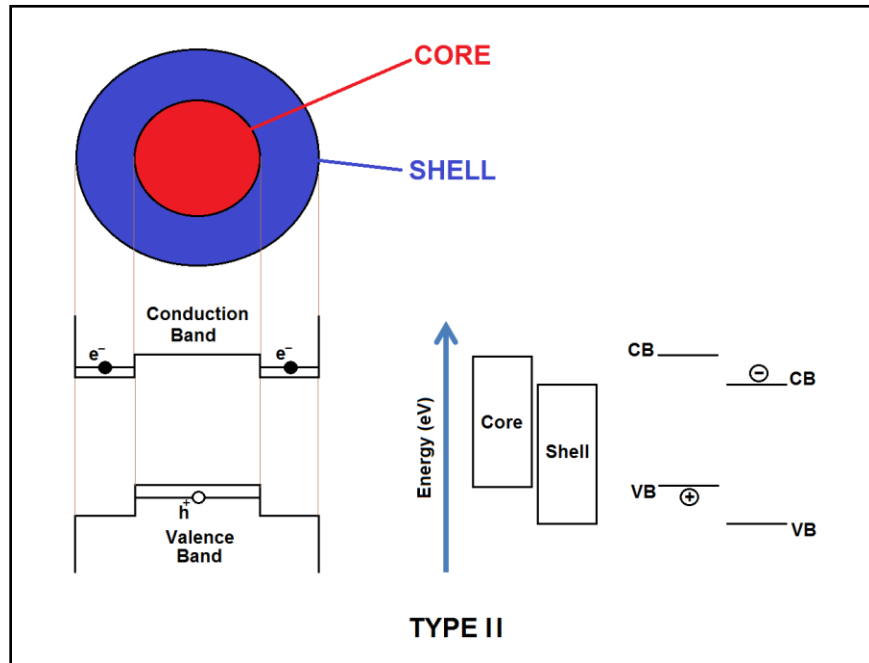 CORE
SHELL
Conduction
Band
e⁻
e⁻
h⁺
Valence
Band
Energy (eV)
Core
Shell
CB
−
CB
VB
+
VB
TYPE II